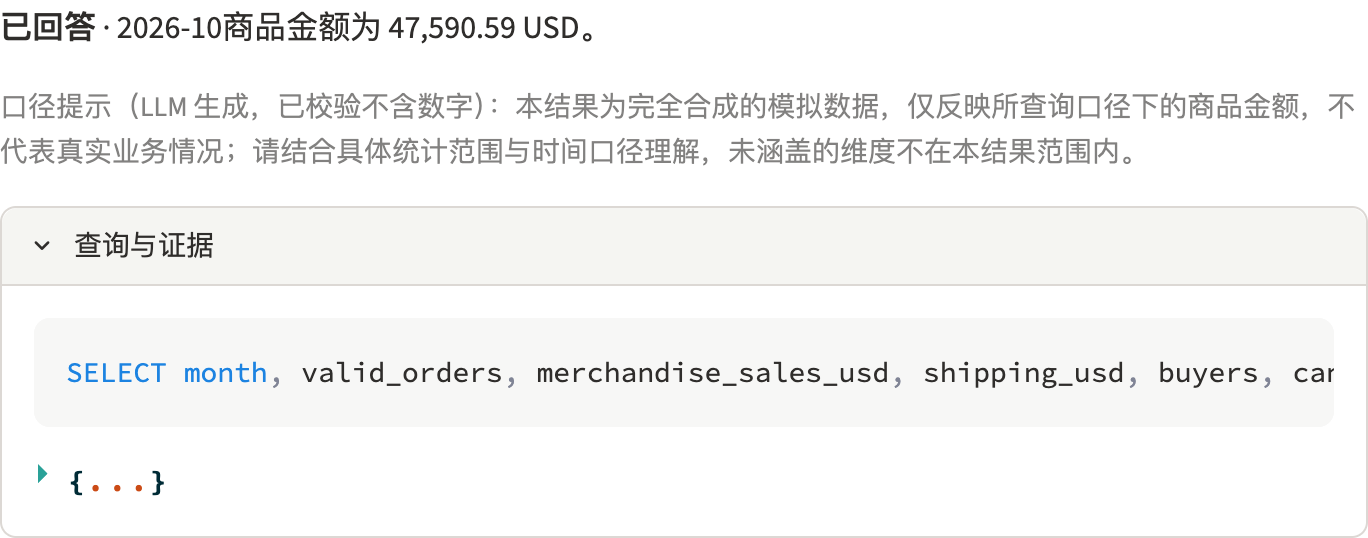 已回答 · 2026-10商品金额为 47,590.59 USD。
口径提示（LLM 生成，已校验不含数字）：本结果为完全合成的模拟数据，仅反映所查询口径下的商品金额，不
代表真实业务情况；请结合具体统计范围与时间口径理解，未涵盖的维度不在本结果范围内。
查询与证据
SELECT month, valid_orders, merchandise_sales_usd, shipping_usd, buyers, car
{...}